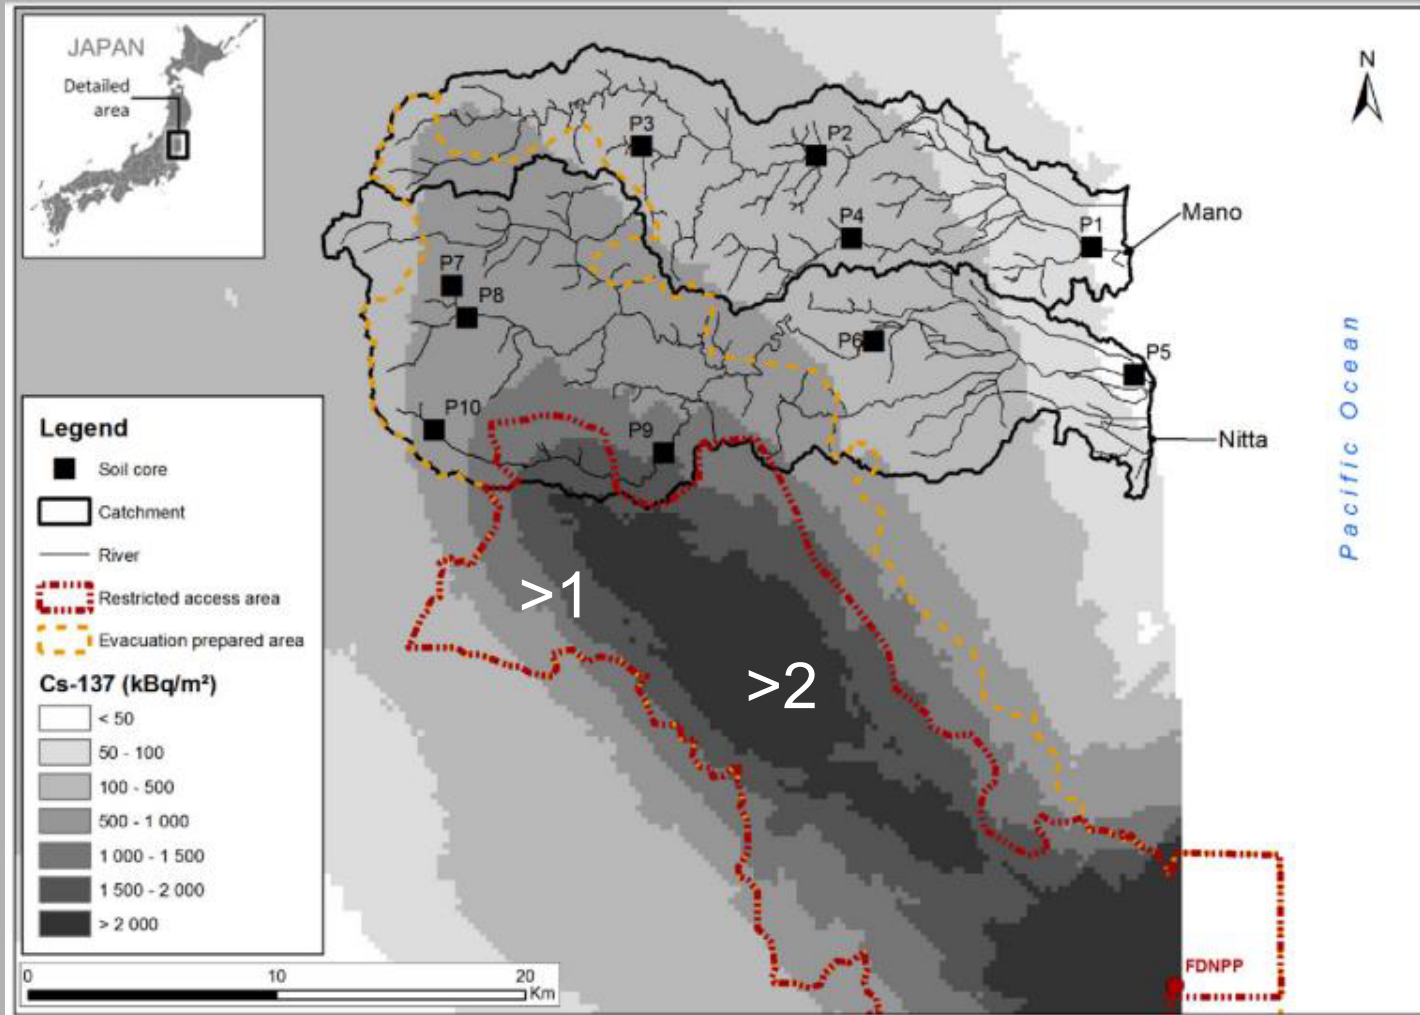 JAPAN
Detailed
area
N
P3
P2
P4
P1
Mano
P7
P8
P6
P5
P10
P9
Nitta
Pacific Ocean
>1
>2
FDNPP
Legend
Soil core
Catchment
River
Restricted access area
Evacuation prepared area
Cs-137 (kBq/m²)
< 50
50 - 100
100 - 500
500 - 1 000
1 000 - 1 500
1 500 - 2 000
> 2 000
0 10 20
Km